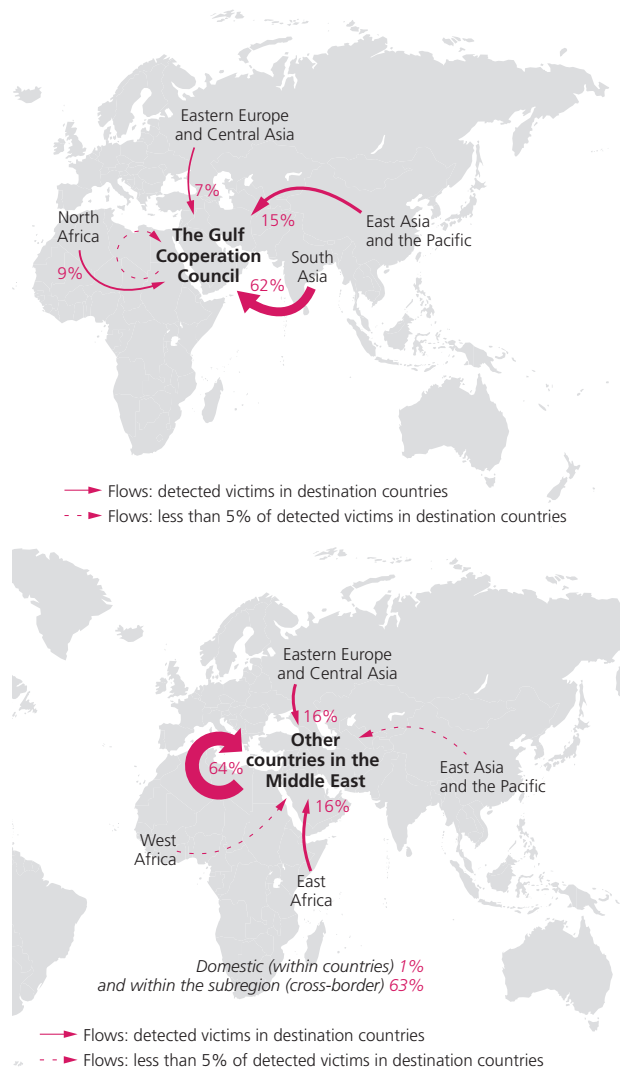 Eastern Europe
and Central Asia
7%
15%
North
Africa
The Gulf
Cooperation
Council
East Asia
and the Pacific
South
Asia
9%
62%
Flows: detected victims in destination countries
Flows: less than 5% of detected victims in destination countries
Eastern Europe
and Central Asia
16%
Other
countries in the
Middle East
64%
East Asia
and the Pacific
16%
West
Africa
East
Africa
Domestic (within countries) 1%
and within the subregion (cross-border) 63%
Flows: detected victims in destination countries
Flows: less than 5% of detected victims in destination countries